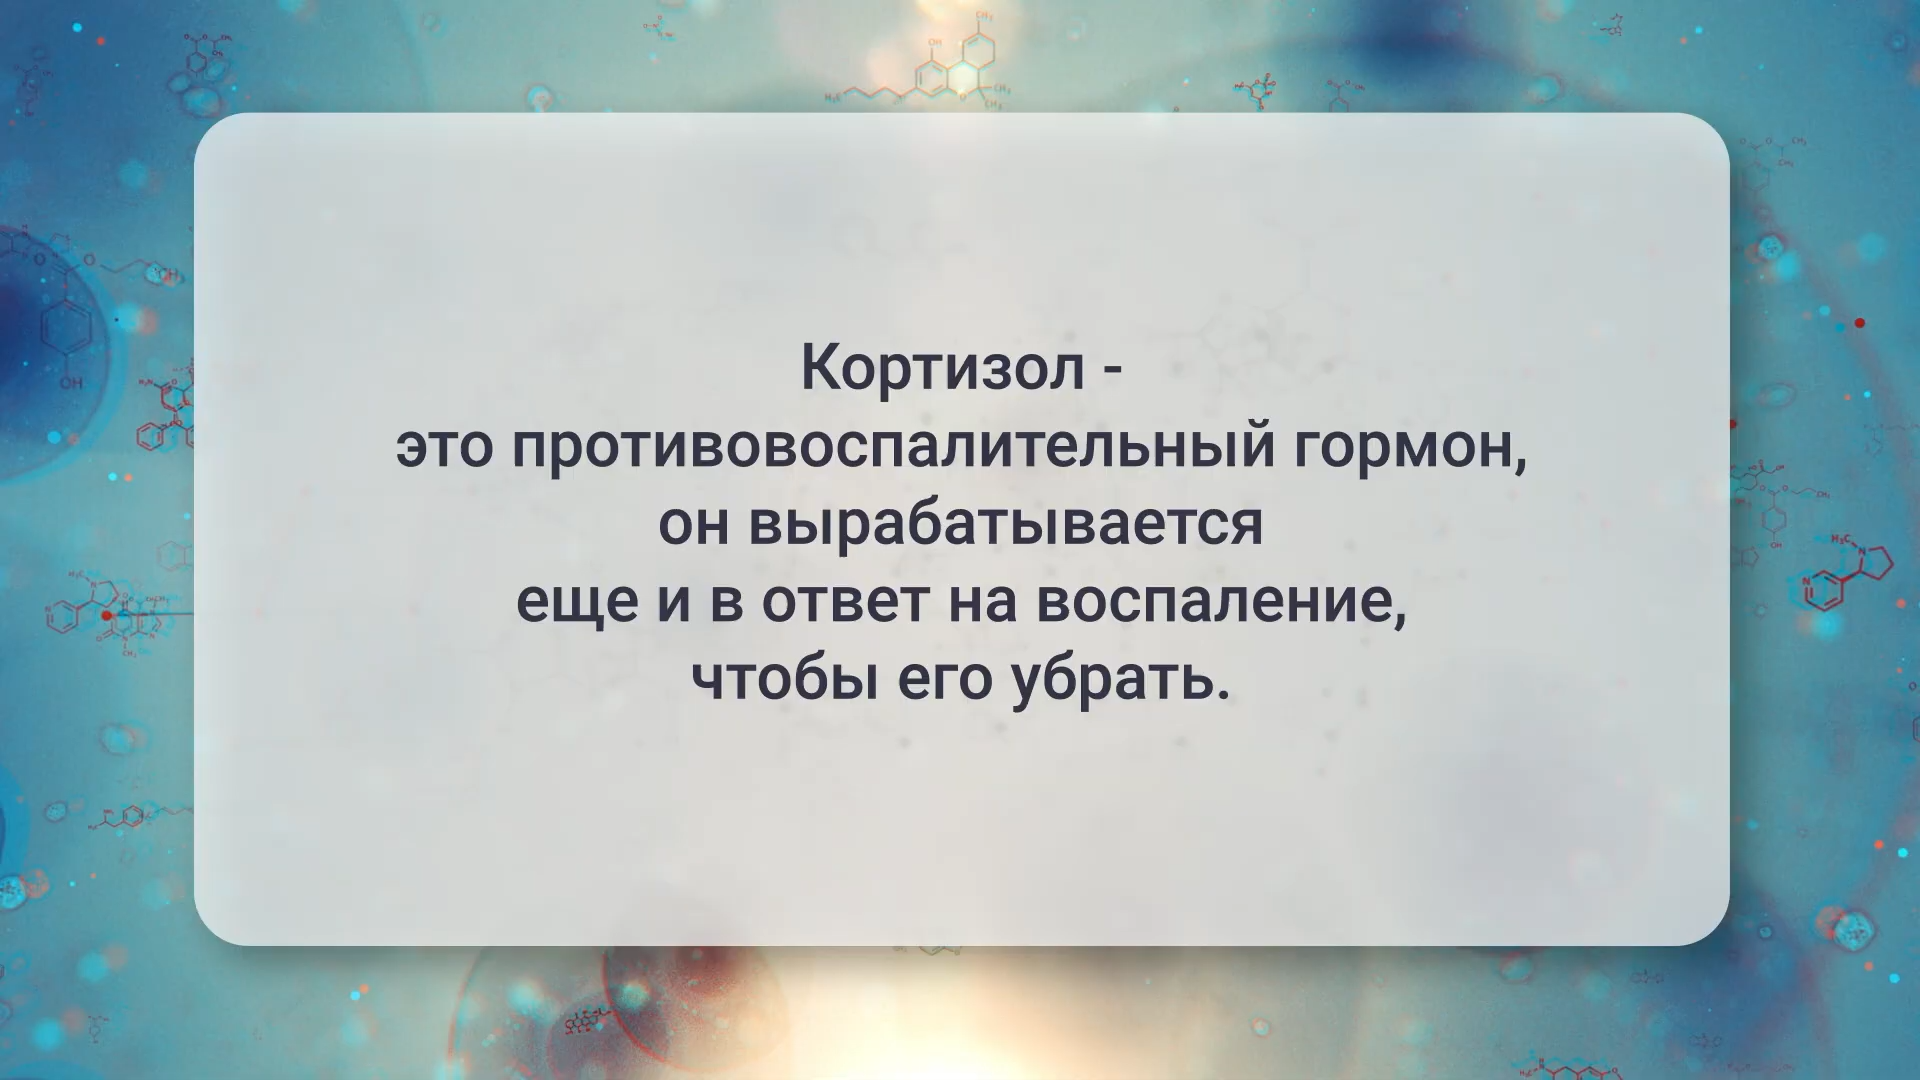 Кортизол -
это противовоспалительный гормон,
он вырабатывается
еще и в ответ на воспаление,
чтобы его убрать.